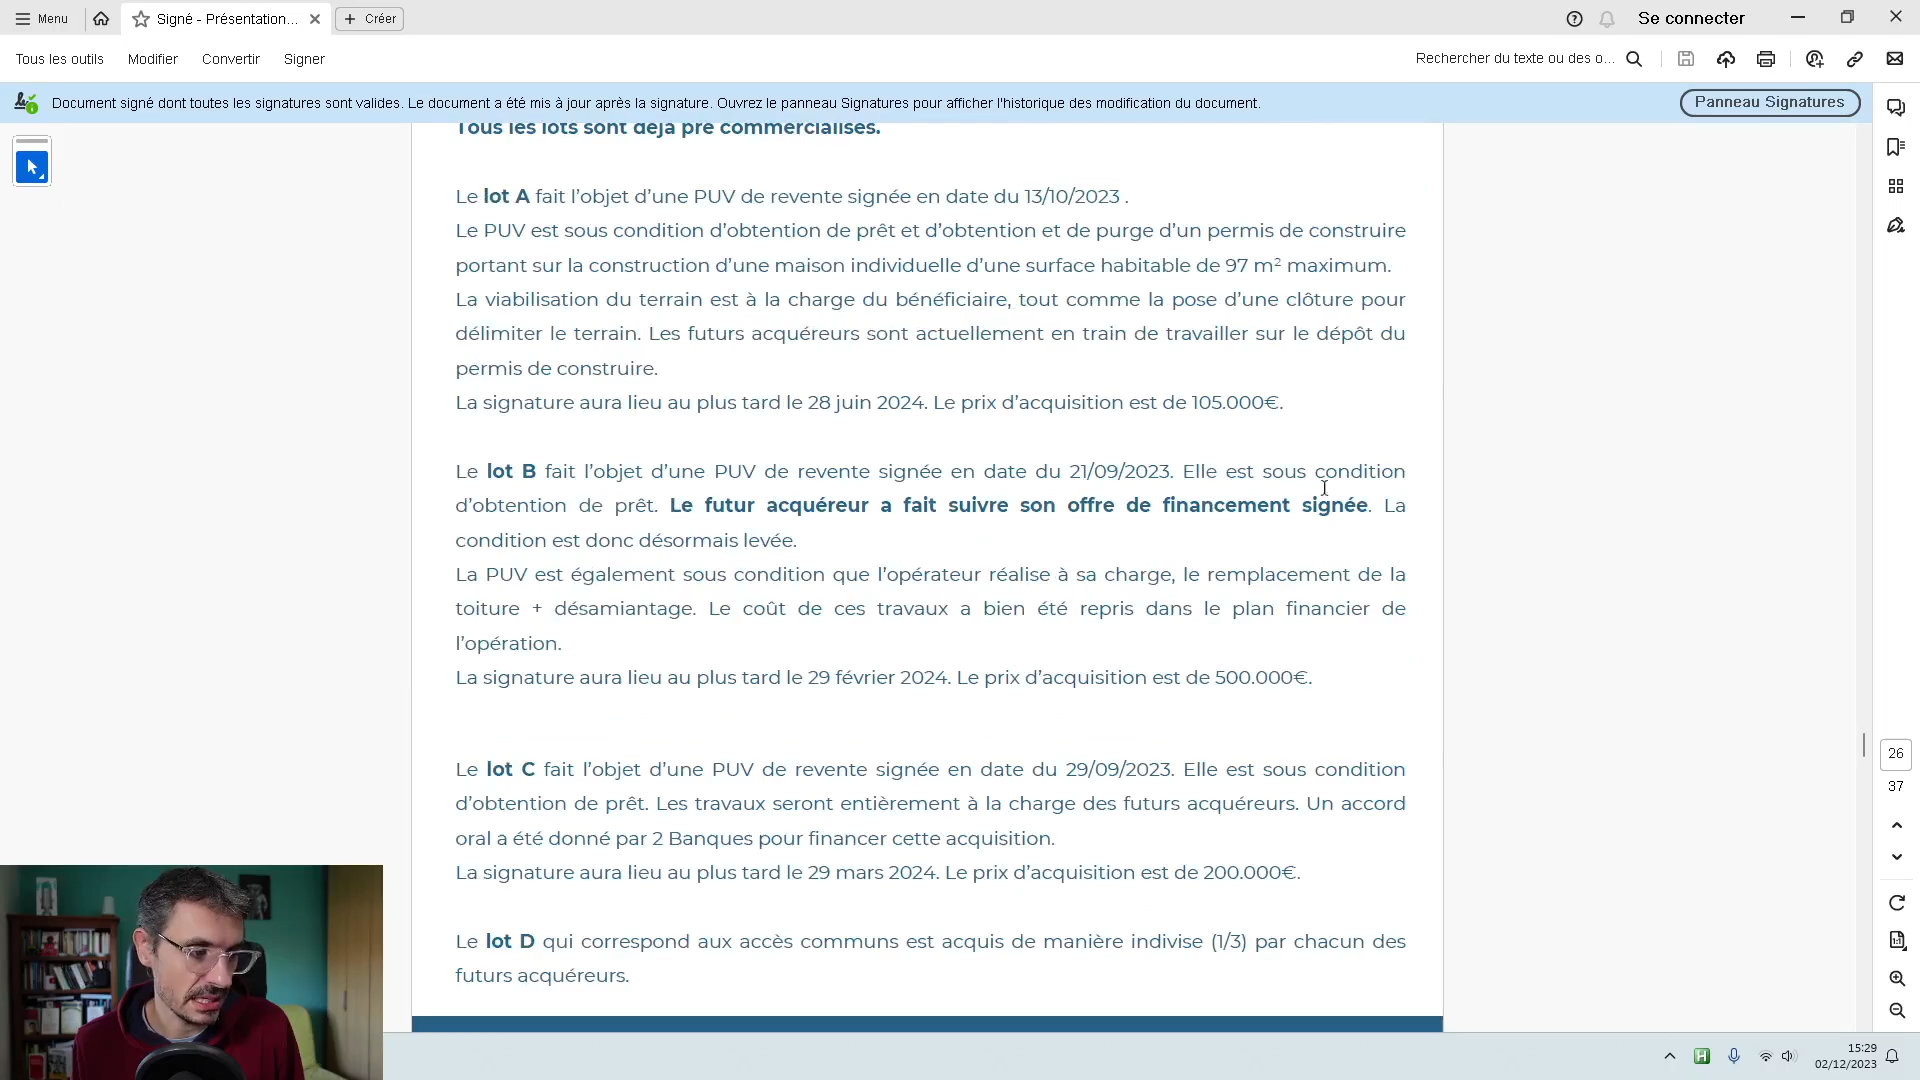 Menu
Signé - Présentation...
Créer
Se connecter
Tous les outils
Modifier
Convertir
Signer
Rechercher du texte ou des o...
Document signé dont toutes les signatures sont valides. Le document a été mis à jour après la signature. Ouvrez le panneau Signatures pour afficher l'historique des modification du document.
Panneau Signatures
Tous les lots sont déjà pré commercialisés.
Le lot A fait l’objet d’une PUV de revente signée en date du 13/10/2023 .
Le PUV est sous condition d’obtention de prêt et d’obtention et de purge d’un permis de construire
portant sur la construction d’une maison individuelle d’une surface habitable de 97 m² maximum.
La viabilisation du terrain est à la charge du bénéficiaire, tout comme la pose d’une clôture pour
délimiter le terrain. Les futurs acquéreurs sont actuellement en train de travailler sur le dépôt du
permis de construire.
La signature aura lieu au plus tard le 28 juin 2024. Le prix d’acquisition est de 105.000€.
Le lot B fait l’objet d’une PUV de revente signée en date du 21/09/2023. Elle est sous condition
d’obtention de prêt. Le futur acquéreur a fait suivre son offre de financement signée. La
condition est donc désormais levée.
La PUV est également sous condition que l’opérateur réalise à sa charge, le remplacement de la
toiture + désamiantage. Le coût de ces travaux a bien été repris dans le plan financier de
l’opération.
La signature aura lieu au plus tard le 29 février 2024. Le prix d’acquisition est de 500.000€.
Le lot C fait l’objet d’une PUV de revente signée en date du 29/09/2023. Elle est sous condition
d’obtention de prêt. Les travaux seront entièrement à la charge des futurs acquéreurs. Un accord
oral a été donné par 2 Banques pour financer cette acquisition.
La signature aura lieu au plus tard le 29 mars 2024. Le prix d’acquisition est de 200.000€.
Le lot D qui correspond aux accès communs est acquis de manière indivise (1/3) par chacun des
futurs acquéreurs.
26
37
15:29
02/12/2023